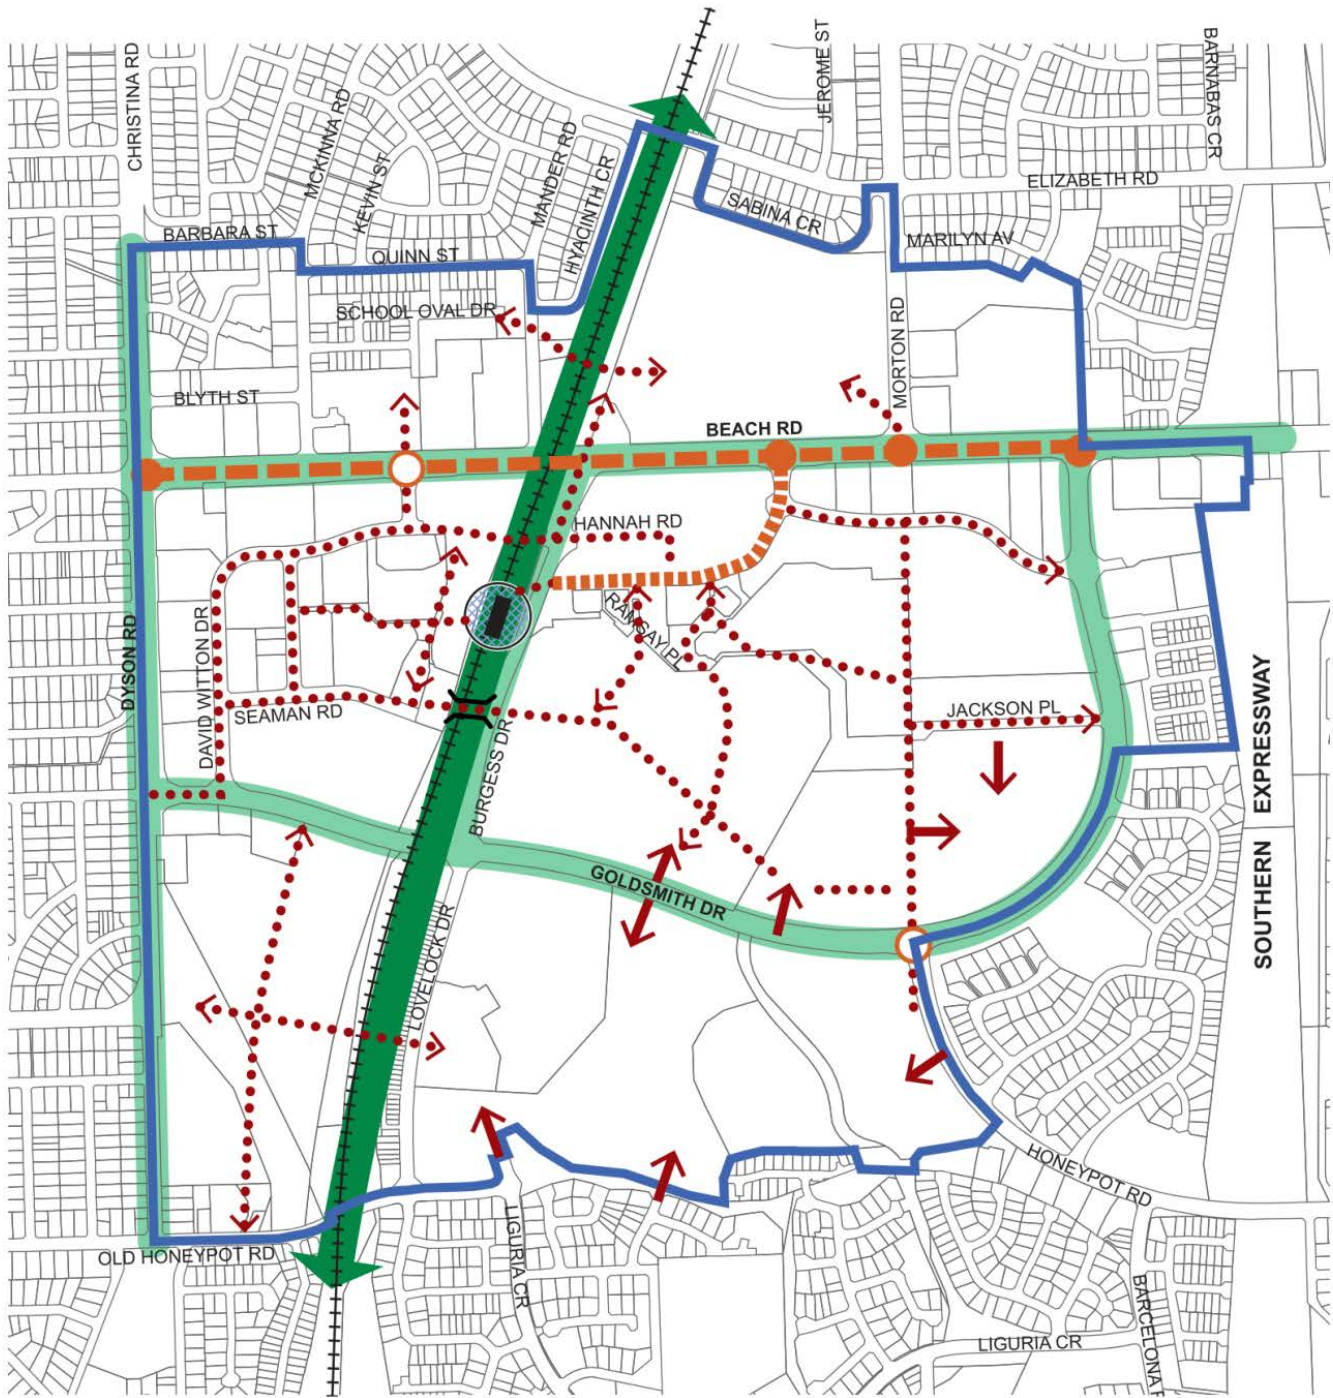 CHRISTINA RD
MCKINNA RD
KEVIN ST
MANDER RD
HYACINTH CR
JEROME ST
BARNABAS CR
ELIZABETH RD
SABINA CR
MARILYN AV
BARBARA ST
QUINN ST
SCHOOL OVAL DR
MORTON RD
BLYTH ST
BEACH RD
HANNAH RD
RAMSAY PL
DYSON RD
DAVID WITTON DR
SEAMAN RD
JACKSON PL
BURGESS DR
SOUTHERN EXPRESSWAY
GOLDSMITH DR
LOVELOCK DR
HONEYPOT RD
OLD HONEYPOT RD
LIGURIA CR
LIGURIA CR
BARCELONA R